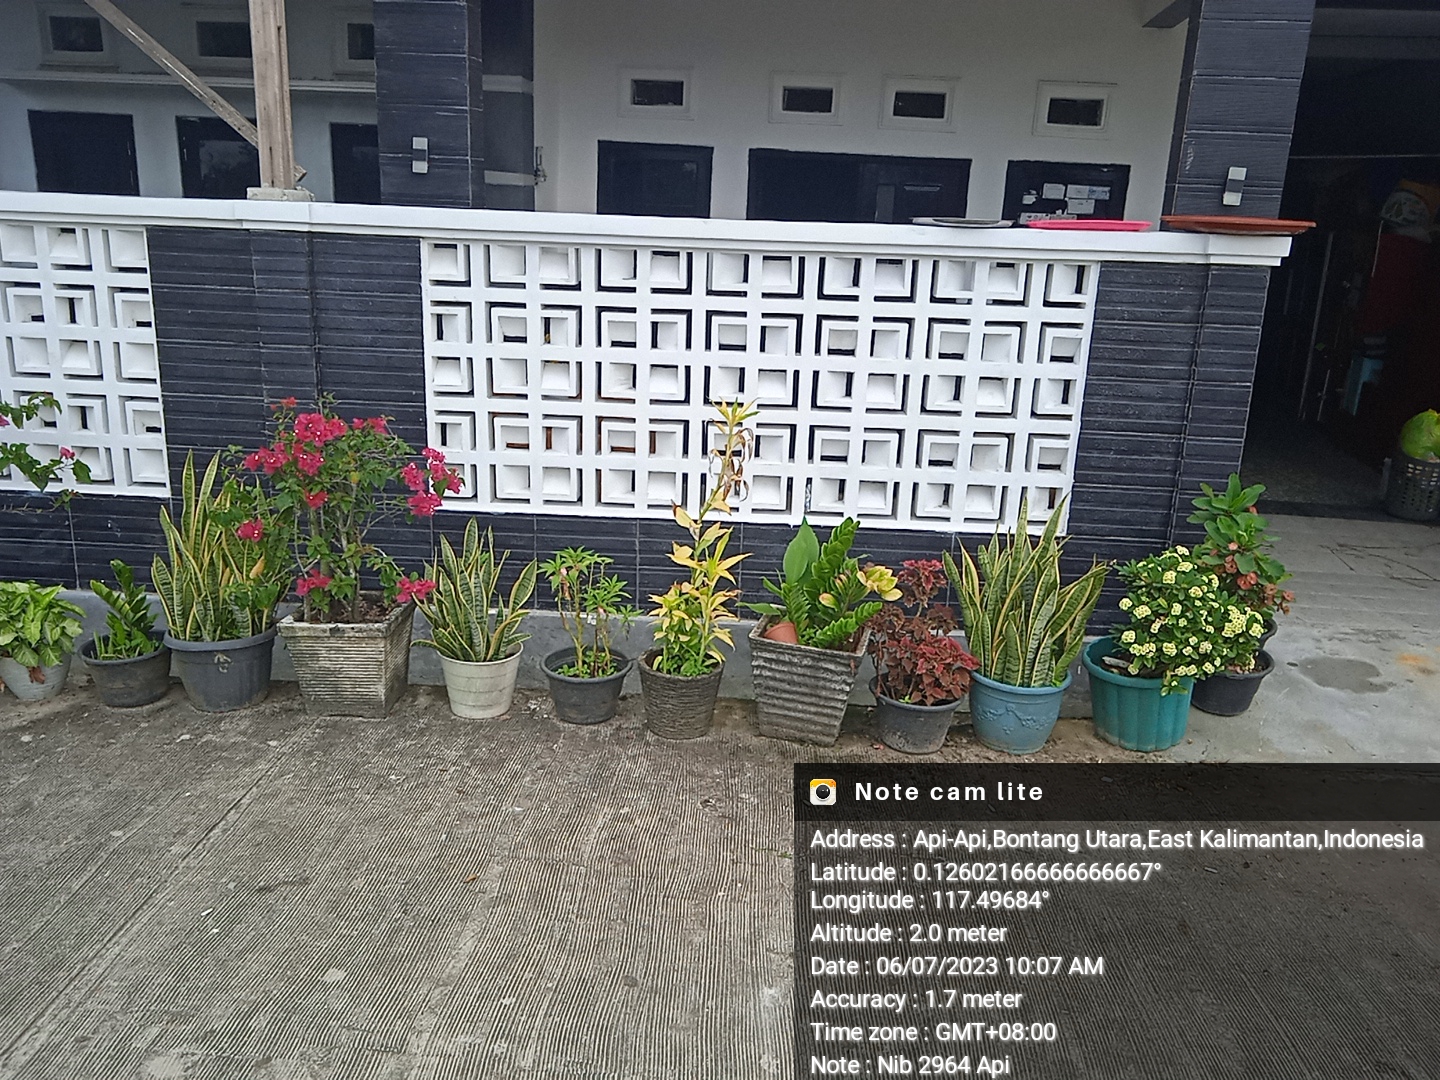 Note cam lite
Address : Api-Api,Bontang Utara,East Kalimantan,Indonesia
Latitude : 0.12602166666666667°
Longitude : 117.49684°
Altitude : 2.0 meter
Date : 06/07/2023 10:07 AM
Accuracy : 1.7 meter
Time zone : GMT+08:00
Note : Nib 2964 Api